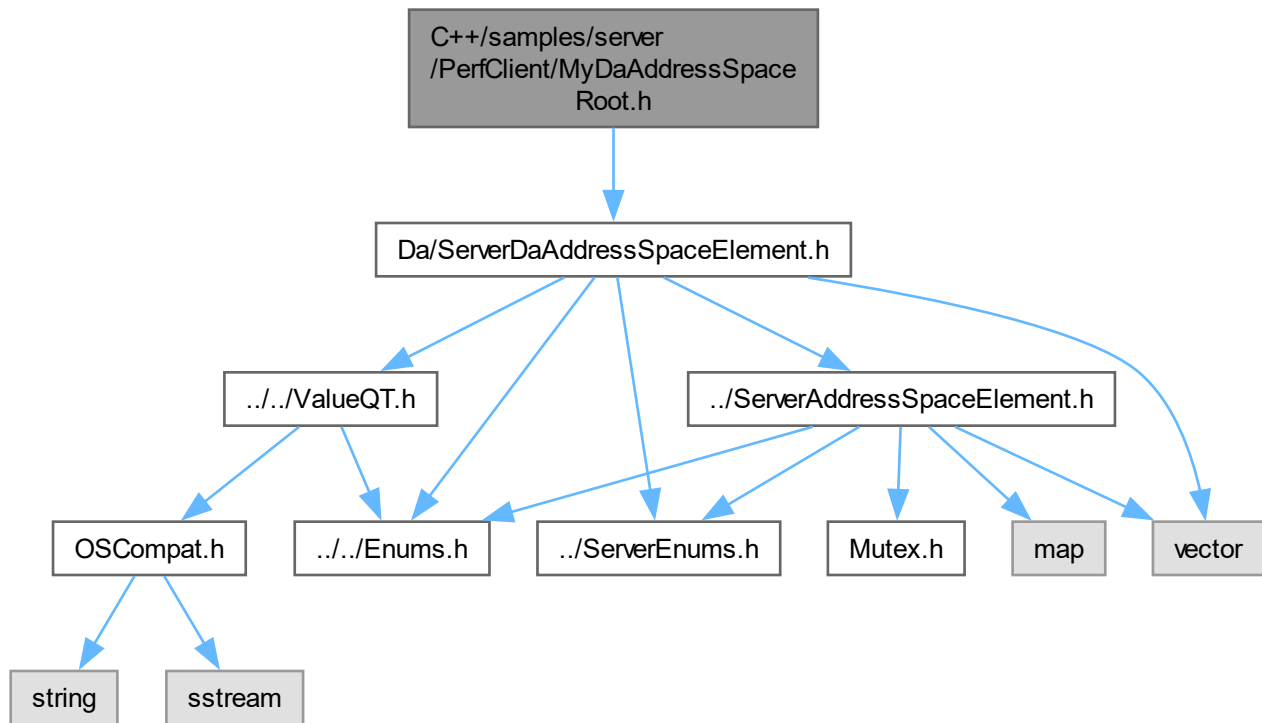 C++/samples/server
/PerfClient/MyDaAddressSpace
Root.h
Da/ServerDaAddressSpaceElement.h
../../ValueQT.h
../ServerAddressSpaceElement.h
OSCompat.h
../../Enums.h
../ServerEnums.h
Mutex.h
map
vector
string
sstream